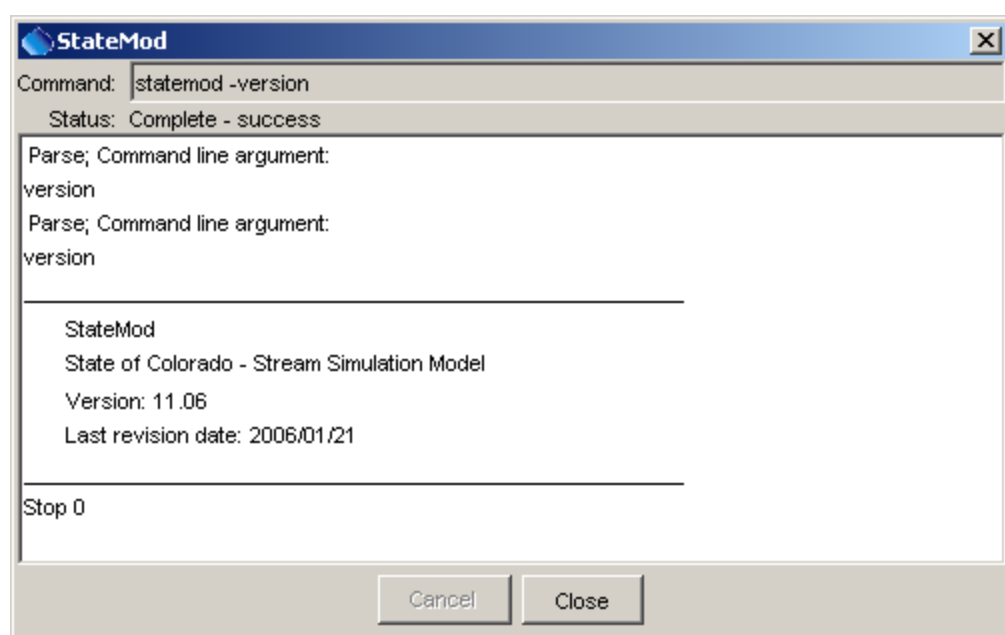 StateMod
Command: statemod -version
Status: Complete - success
Parse; Command line argument:
version
Parse; Command line argument:
version
StateMod
State of Colorado - Stream Simulation Model
Version: 11.06
Last revision date: 2006/01/21
Stop 0
Cancel Close